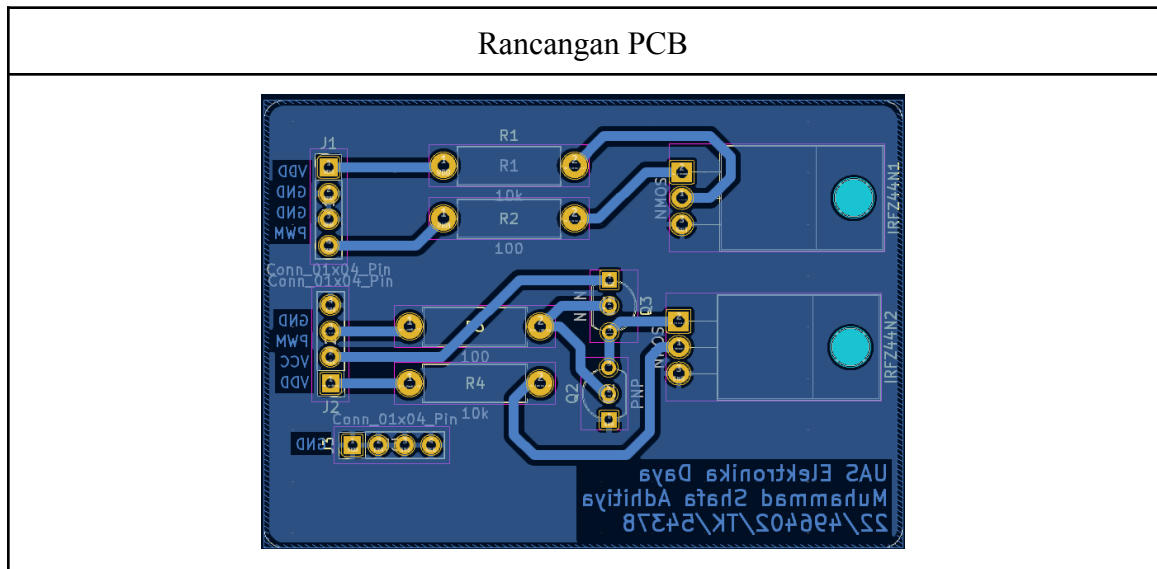 Rancangan PCB
J1
VDD
GND
GND
PWM
Conn_01x04_Pin
R1
R1
10k
R2
100
NMOS
IRFZ44N1
Conn_01x04_Pin
GND
PWM
VCC
VDD
J2
100
R4
10k
Q3
Q2
PNP
NMOS
IRFZ44N2
Conn_01x04_Pin
GND
UAS Elektronika Daya
Muhammad Shafa Adhitiya
22/496402/TK/54378